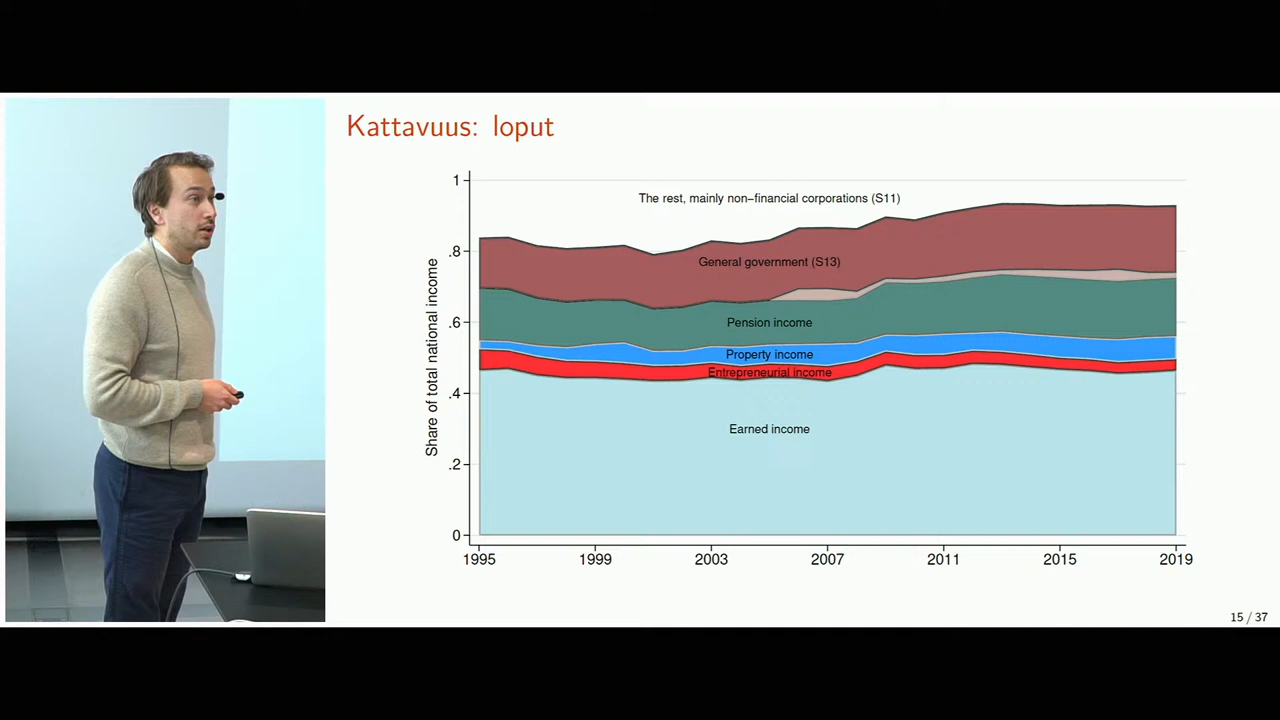 Kattavuus: loput
Share of total national income
1
.8
.6
.4
.2
0
The rest, mainly non−financial corporations (S11)
General government (S13)
Pension income
Property income
Entrepreneurial income
Earned income
1995
1999
2003
2007
2011
2015
2019
15 / 37